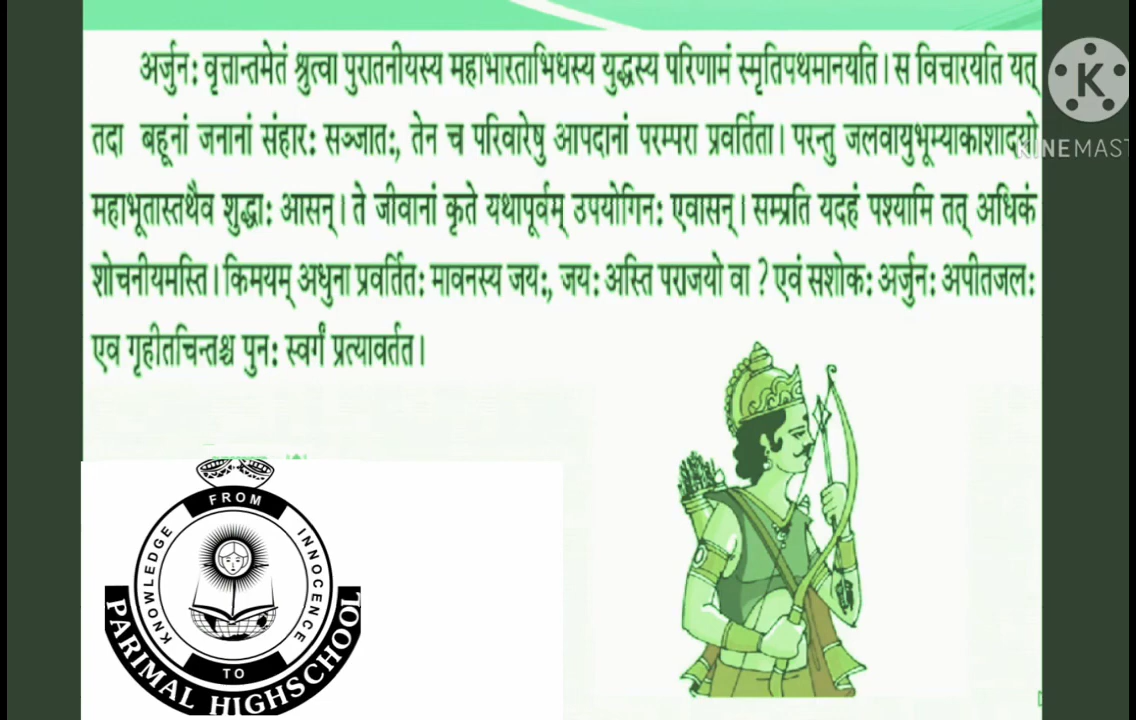 अर्जुनः वृत्तान्तमेतं श्रुत्वा पुरातनीयस्य महाभारताभिधस्य युद्धस्य परिणामं स्मृतिपथमानयति। स विचारयति यत्
तदा बहूनां जनानां संहारः सञ्जातः, तेन च परिवारेषु आपदानां परम्परा प्रवर्तिता। परन्तु जलवायुभूम्याकाशादयो
महाभूतास्तथैव शुद्धाः आसन्। ते जीवानां कृते यथापूर्वम् उपयोगिनः एवासन्। सम्प्रति यदहं पश्यामि तत् अधिकं
शोचनीयमस्ति। किमयम् अधुना प्रवर्तितः मावनस्य जयः, जयः अस्ति पराजयो वा ? एवं सशोकः अर्जुनः अपीतजलः
एव गृहीतचिन्तश्च पुनः स्वर्गं प्रत्यावर्तत।
K
KINEMAST
KNOWLEDGE FROM INNOCENCE TO
PARIMAL HIGHSCHOOL